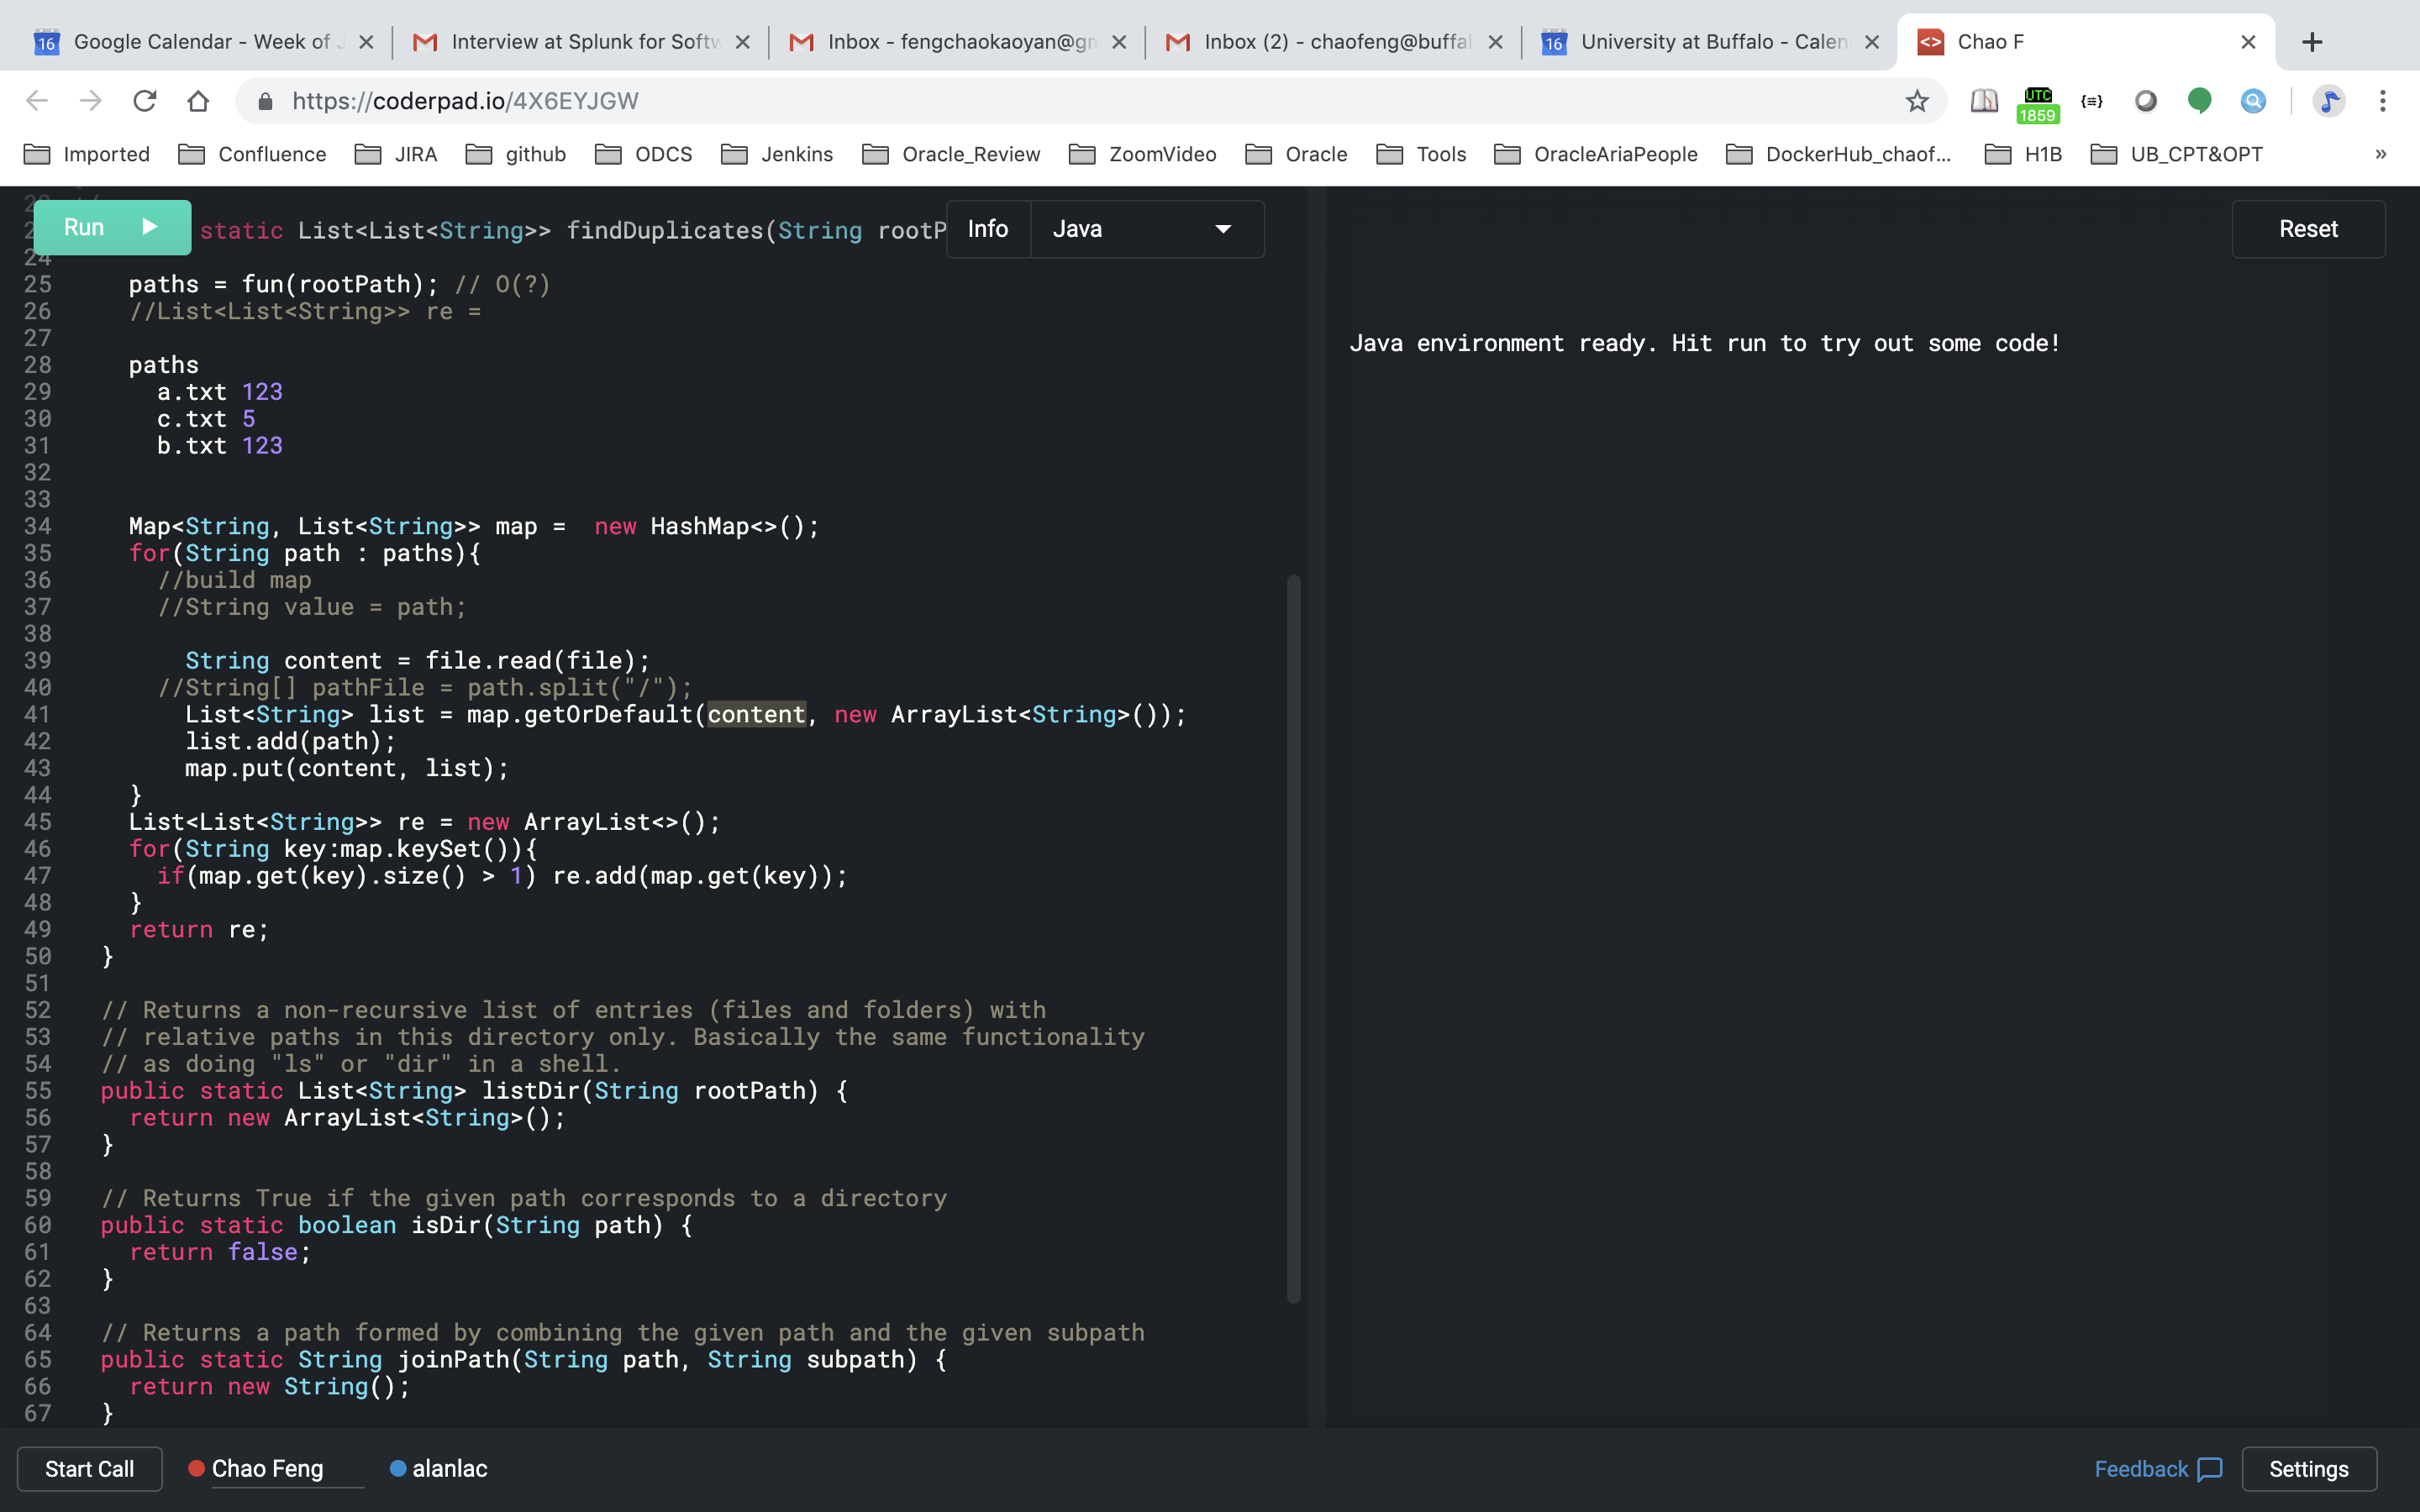 16 Google Calendar - Week of
Interview at Splunk for Softw
Inbox - fengchaokaoyan@gm
Inbox (2) - chaofeng@buffal
16 University at Buffalo - Calen
<> Chao F
https://coderpad.io/4X6EYJGW
UTC
1859
Imported
Confluence
JIRA
github
ODCS
Jenkins
Oracle_Review
ZoomVideo
Oracle
Tools
OracleAriaPeople
DockerHub_chaof...
H1B
UB_CPT&OPT
»
Run
static List<List<String>> findDuplicates(String rootP
Info
Java
Reset
24
25 paths = fun(rootPath); // O(?)
26 //List<List<String>> re =
27
28 paths
29 a.txt 123
30 c.txt 5
31 b.txt 123
32
33
34 Map<String, List<String>> map =  new HashMap<>();
35 for(String path : paths){
36 //build map
37 //String value = path;
38
39 String content = file.read(file);
40 //String[] pathFile = path.split("/");
41 List<String> list = map.getOrDefault(content, new ArrayList<String>());
42 list.add(path);
43 map.put(content, list);
44 }
45 List<List<String>> re = new ArrayList<>();
46 for(String key:map.keySet()){
47 if(map.get(key).size() > 1) re.add(map.get(key));
48 }
49 return re;
50 }
51
52 // Returns a non-recursive list of entries (files and folders) with
53 // relative paths in this directory only. Basically the same functionality
54 // as doing "ls" or "dir" in a shell.
55 public static List<String> listDir(String rootPath) {
56 return new ArrayList<String>();
57 }
58
59 // Returns True if the given path corresponds to a directory
60 public static boolean isDir(String path) {
61 return false;
62 }
63
64 // Returns a path formed by combining the given path and the given subpath
65 public static String joinPath(String path, String subpath) {
66 return new String();
67 }
Java environment ready. Hit run to try out some code!
Start Call
Chao Feng
alanlac
Feedback
Settings